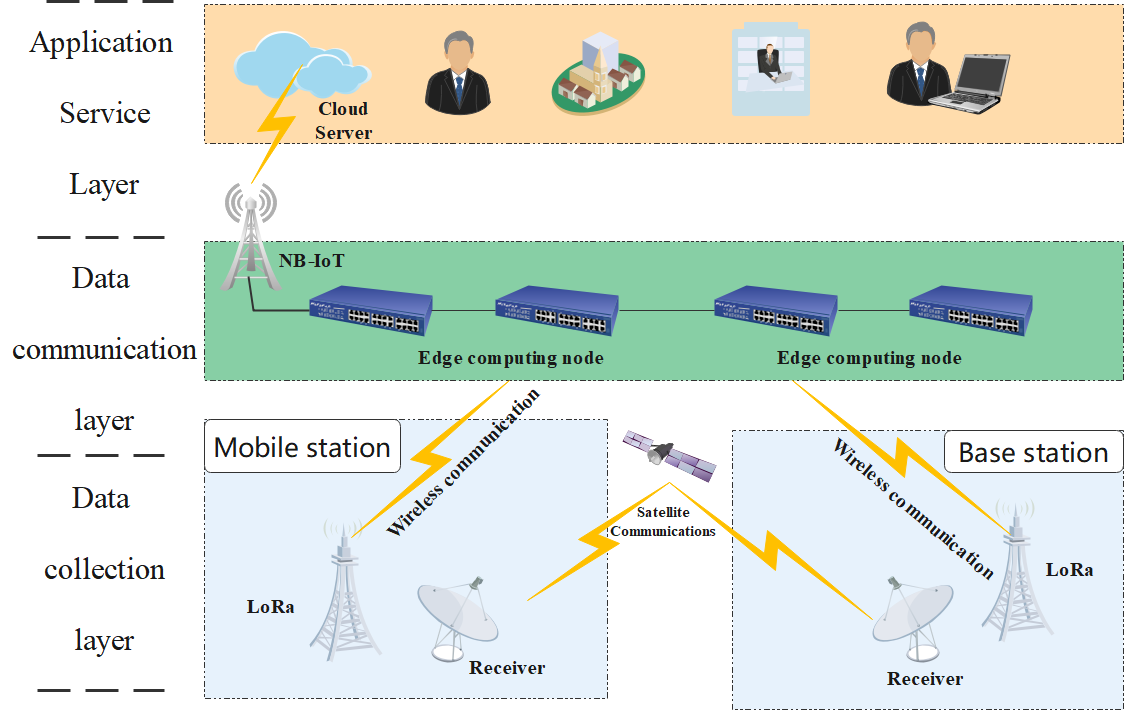 Application
Service
Layer
Cloud
Server
Data
communication
layer
NB-IoT
Edge computing node
Edge computing node
Data
collection
layer
Mobile station
Wireless communication
LoRa
Receiver
Satellite
Communications
Base station
Wireless communication
LoRa
Receiver